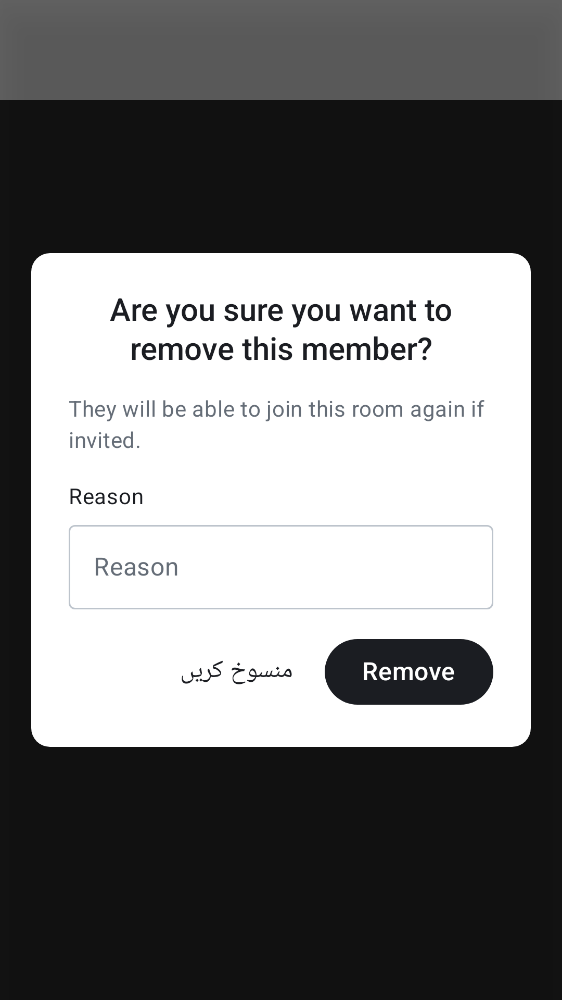 Are you sure you want to
remove this member?
They will be able to join this room again if
invited.
Reason
Reason
منسوخ کریں
Remove